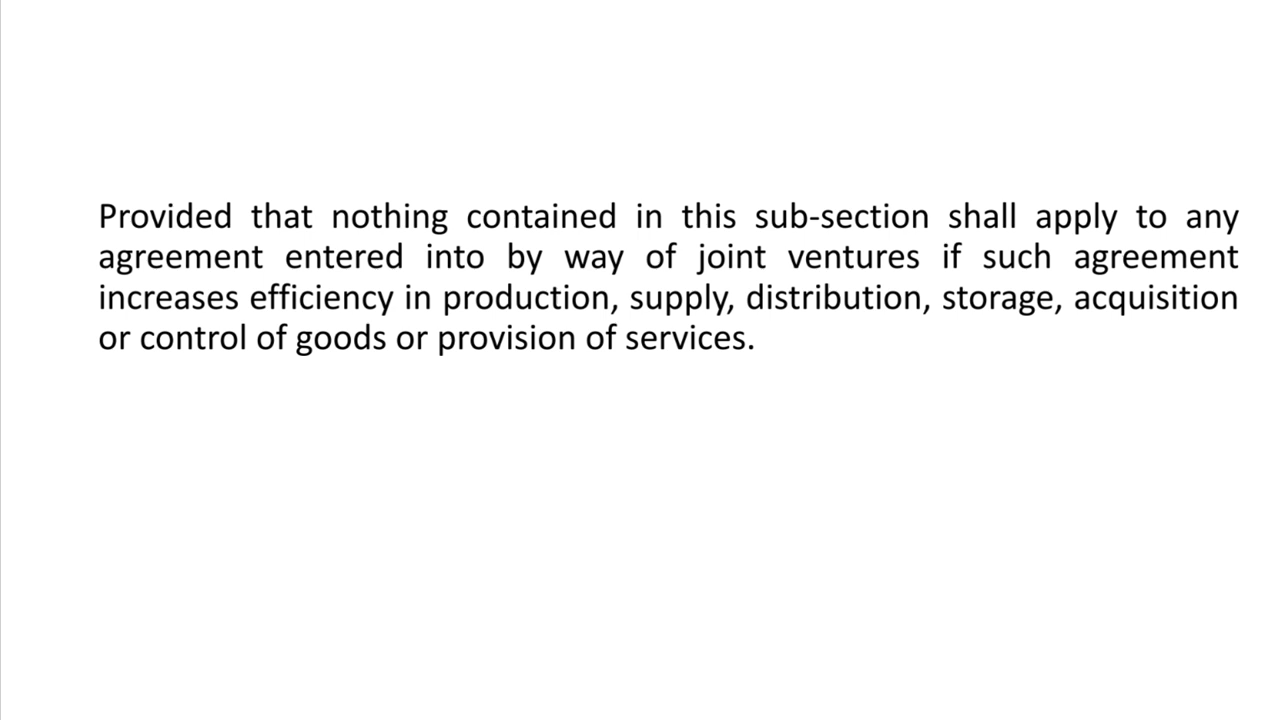 Provided that nothing contained in this sub-section shall apply to any
agreement entered into by way of joint ventures if such agreement
increases efficiency in production, supply, distribution, storage, acquisition
or control of goods or provision of services.